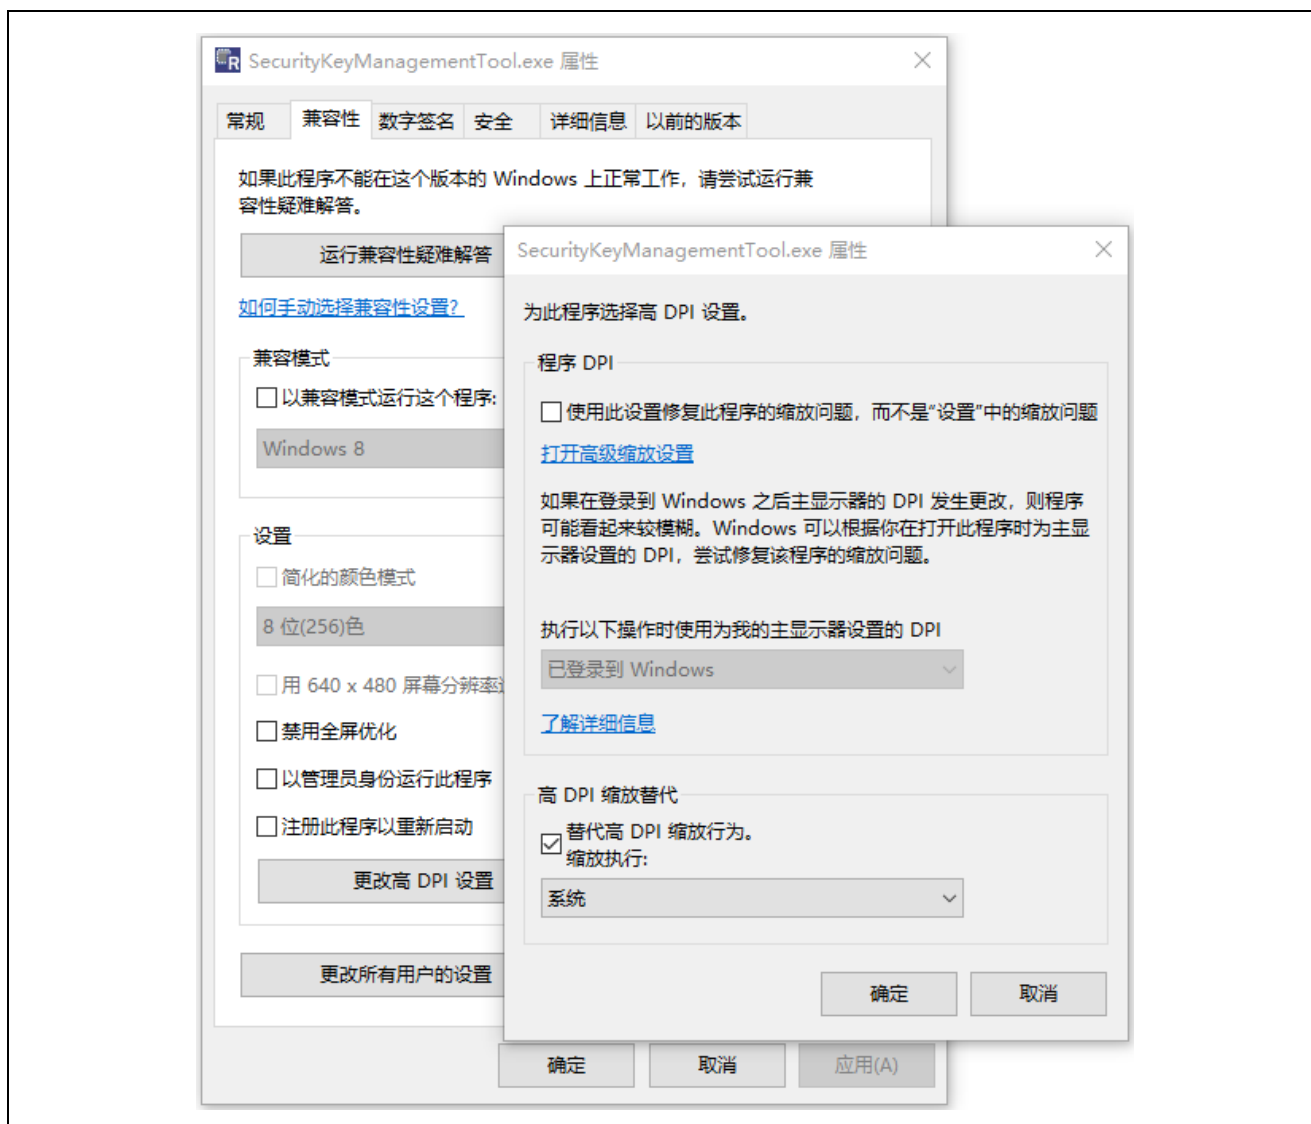 SecurityKeyManagementTool.exe 属性
常规 兼容性 数字签名 安全 详细信息 以前的版本
如果此程序不能在这个版本的 Windows 上正常工作，请尝试运行兼
容性疑难解答。
运行兼容性疑难解答
如何手动选择兼容性设置?
兼容模式
以兼容模式运行这个程序:
Windows 8
设置
简化的颜色模式
8 位(256)色
用 640 x 480 屏幕分辨率
禁用全屏优化
以管理员身份运行此程序
注册此程序以重新启动
更改高 DPI 设置
更改所有用户的设置
确定 取消 应用(A)
SecurityKeyManagementTool.exe 属性
为此程序选择高 DPI 设置。
程序 DPI
使用此设置修复此程序的缩放问题，而不是“设置”中的缩放问题
打开高级缩放设置
如果在登录到 Windows 之后主显示器的 DPI 发生更改，则程序
可能看起来较模糊。Windows 可以根据你在打开此程序时为主显
示器设置的 DPI，尝试修复该程序的缩放问题。
执行以下操作时使用为我的主显示器设置的 DPI
已登录到 Windows
了解详细信息
高 DPI 缩放替代
替代高 DPI 缩放行为。
缩放执行:
系统
确定 取消